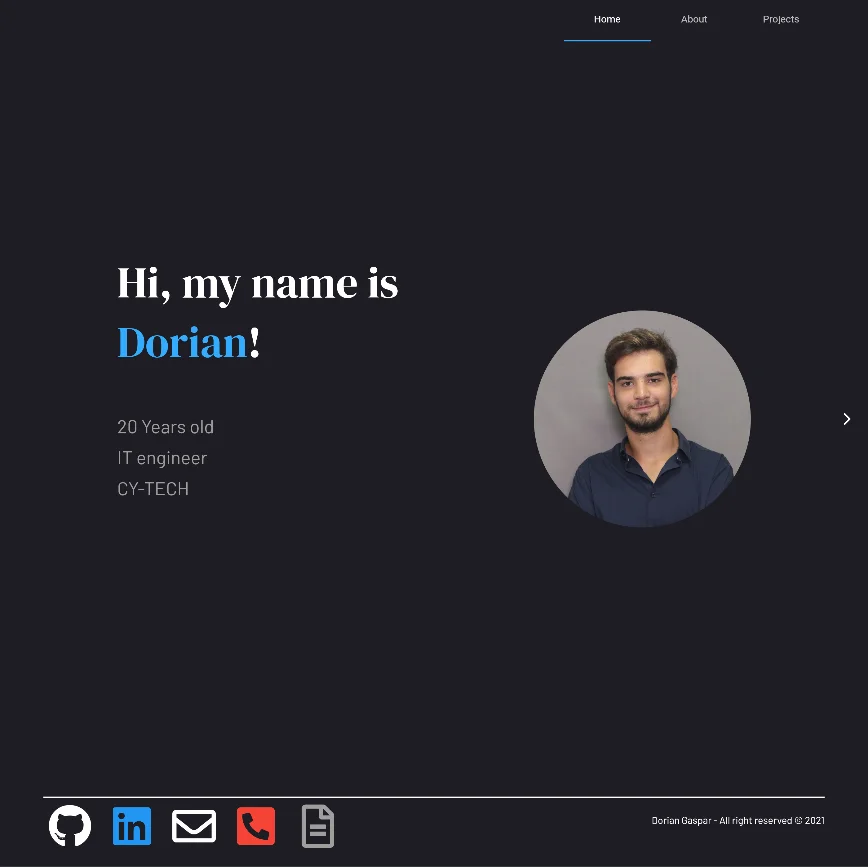 Home
About
Projects
Hi, my name is
Dorian!
20 Years old
IT engineer
CY-TECH
in
Dorian Gaspar - All right reserved © 2021